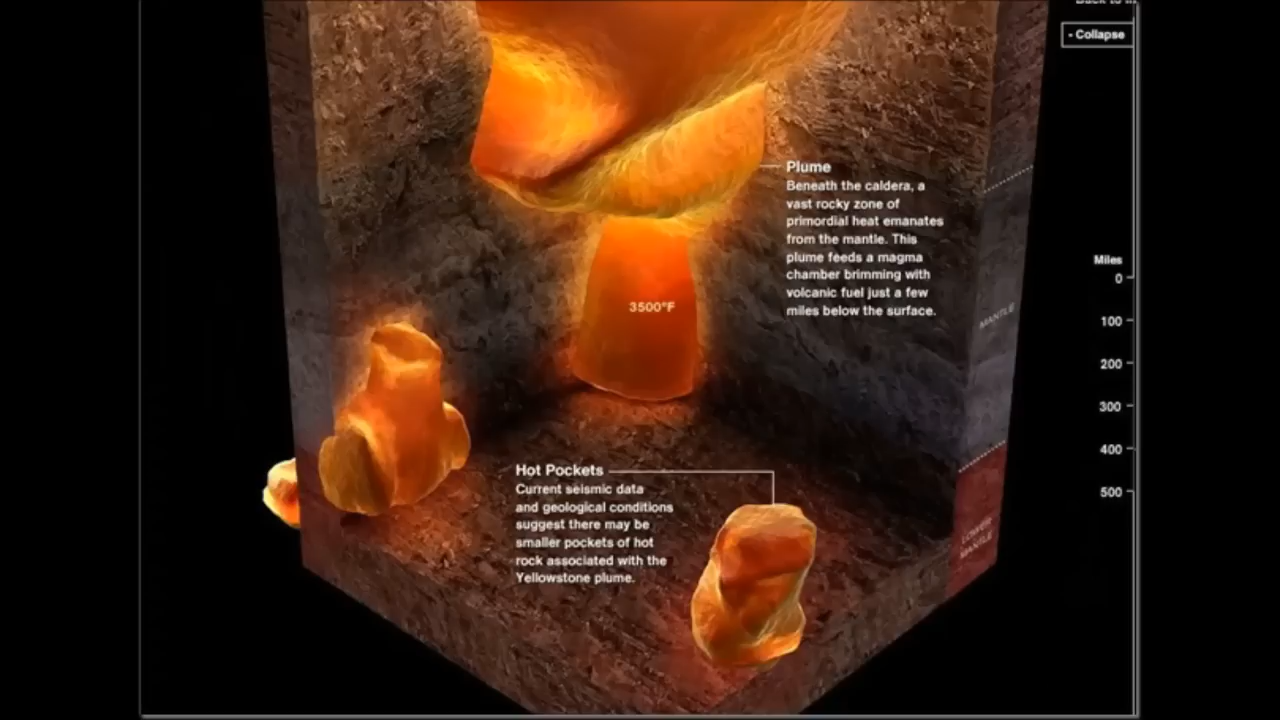 - Collapse
Plume
Beneath the caldera, a
vast rocky zone of
primordial heat emanates
from the mantle. This
plume feeds a magma
chamber brimming with
volcanic fuel just a few
miles below the surface.
Miles
0
100
200
300
400
500
MANTLE
3500°F
Hot Pockets
Current seismic data
and geological conditions
suggest there may be
smaller pockets of hot
rock associated with the
Yellowstone plume.
LOWER
MANTLE